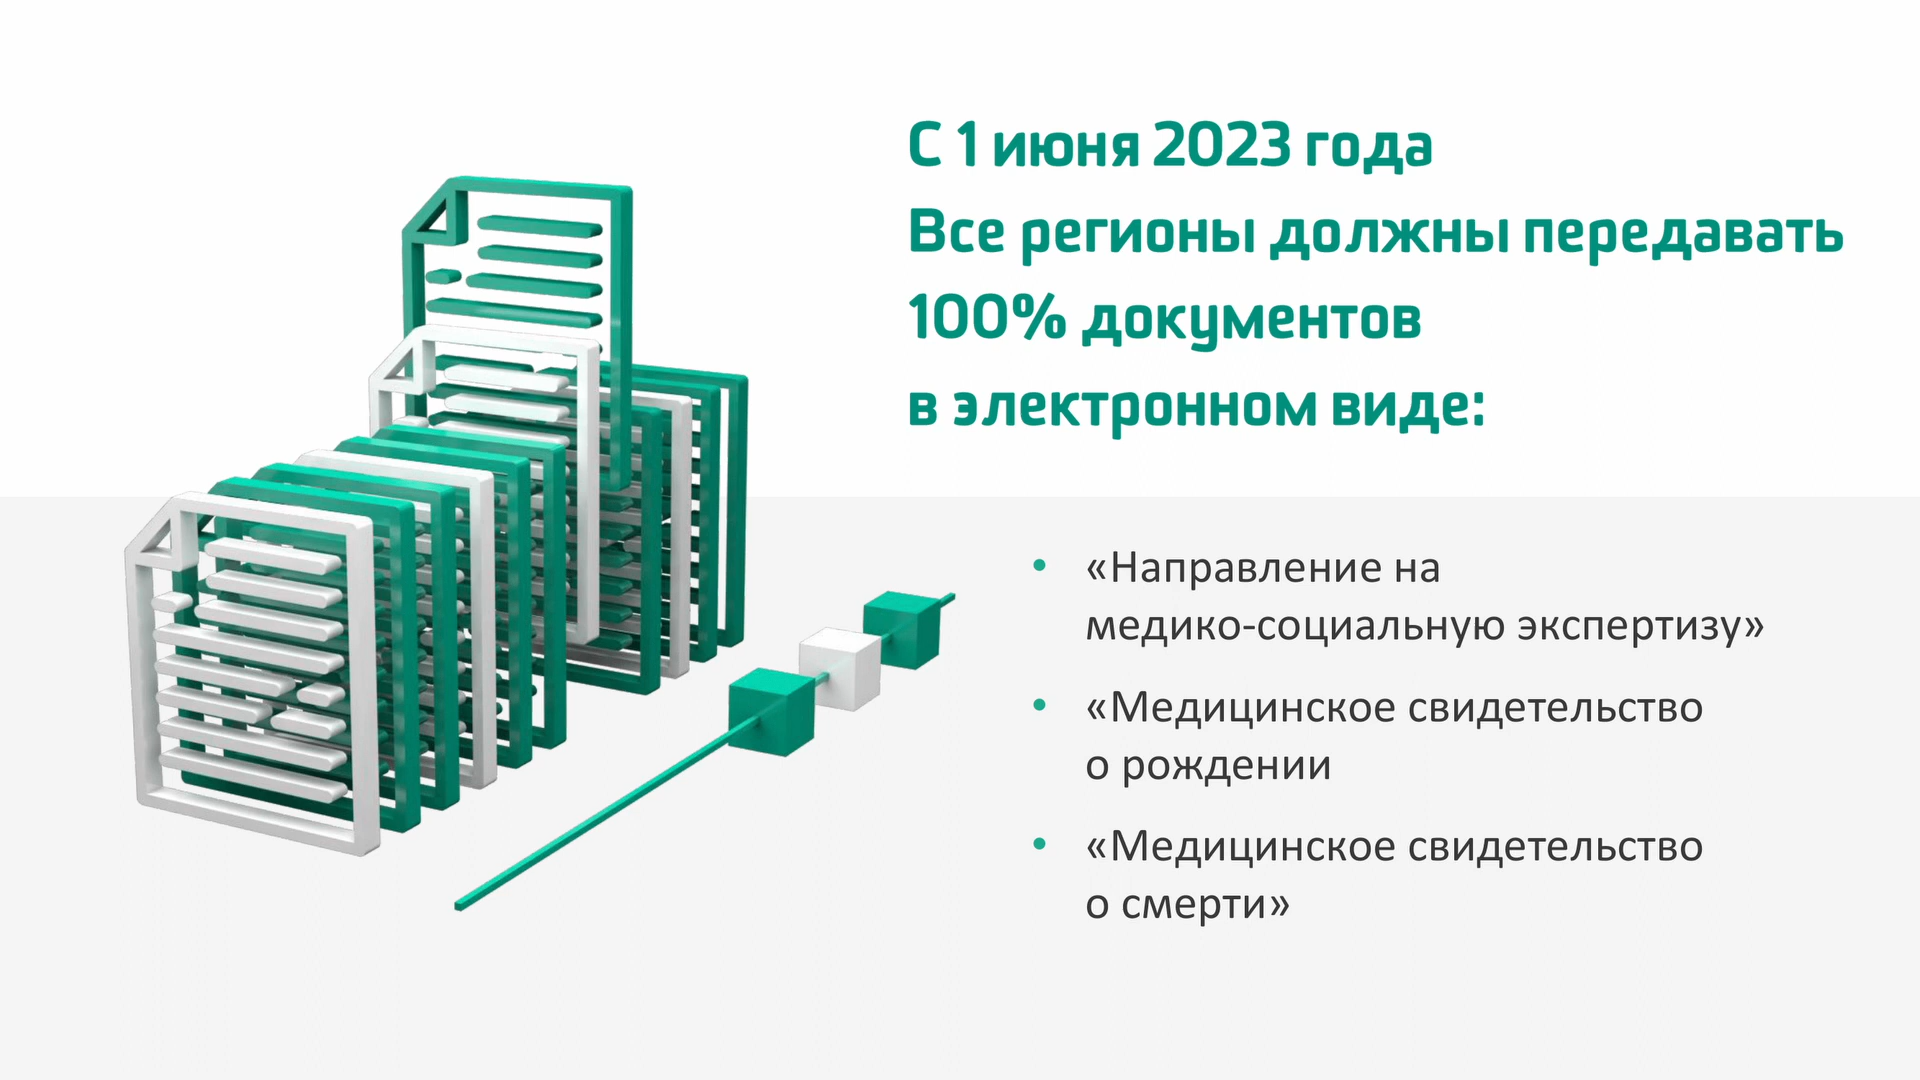 С 1 июня 2023 года
Все регионы должны передавать
100% документов
в электронном виде:
• «Направление на
медико-социальную экспертизу»
• «Медицинское свидетельство
о рождении
• «Медицинское свидетельство
о смерти»